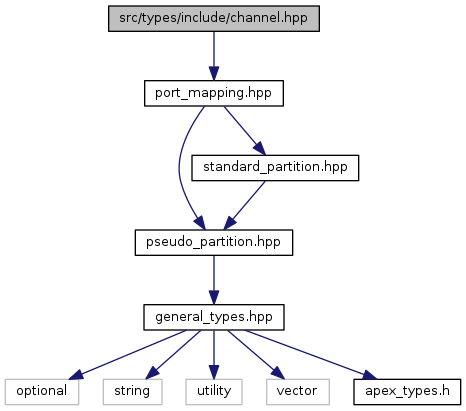 src/types/include/channel.hpp
port_mapping.hpp
standard_partition.hpp
pseudo_partition.hpp
general_types.hpp
optional
string
utility
vector
apex_types.h